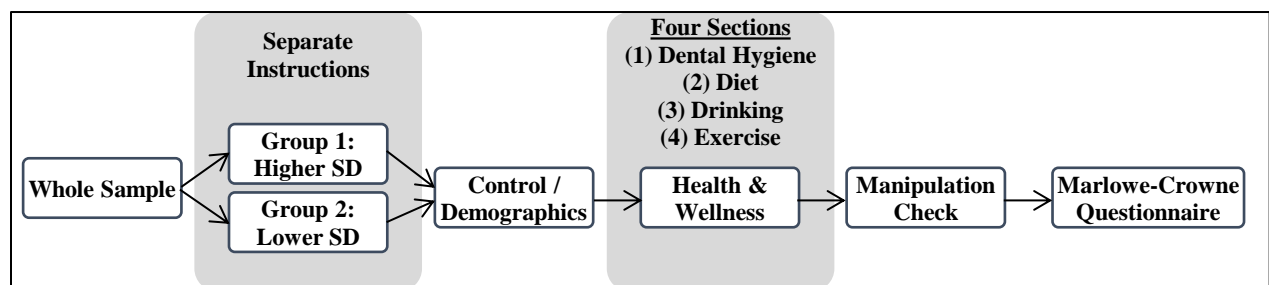 Separate
Instructions
Four Sections
(1) Dental Hygiene
(2) Diet
(3) Drinking
(4) Exercise
Whole Sample
Group 1:
Higher SD
Group 2:
Lower SD
Control /
Demographics
Health &
Wellness
Manipulation
Check
Marlowe-Crowne
Questionnaire